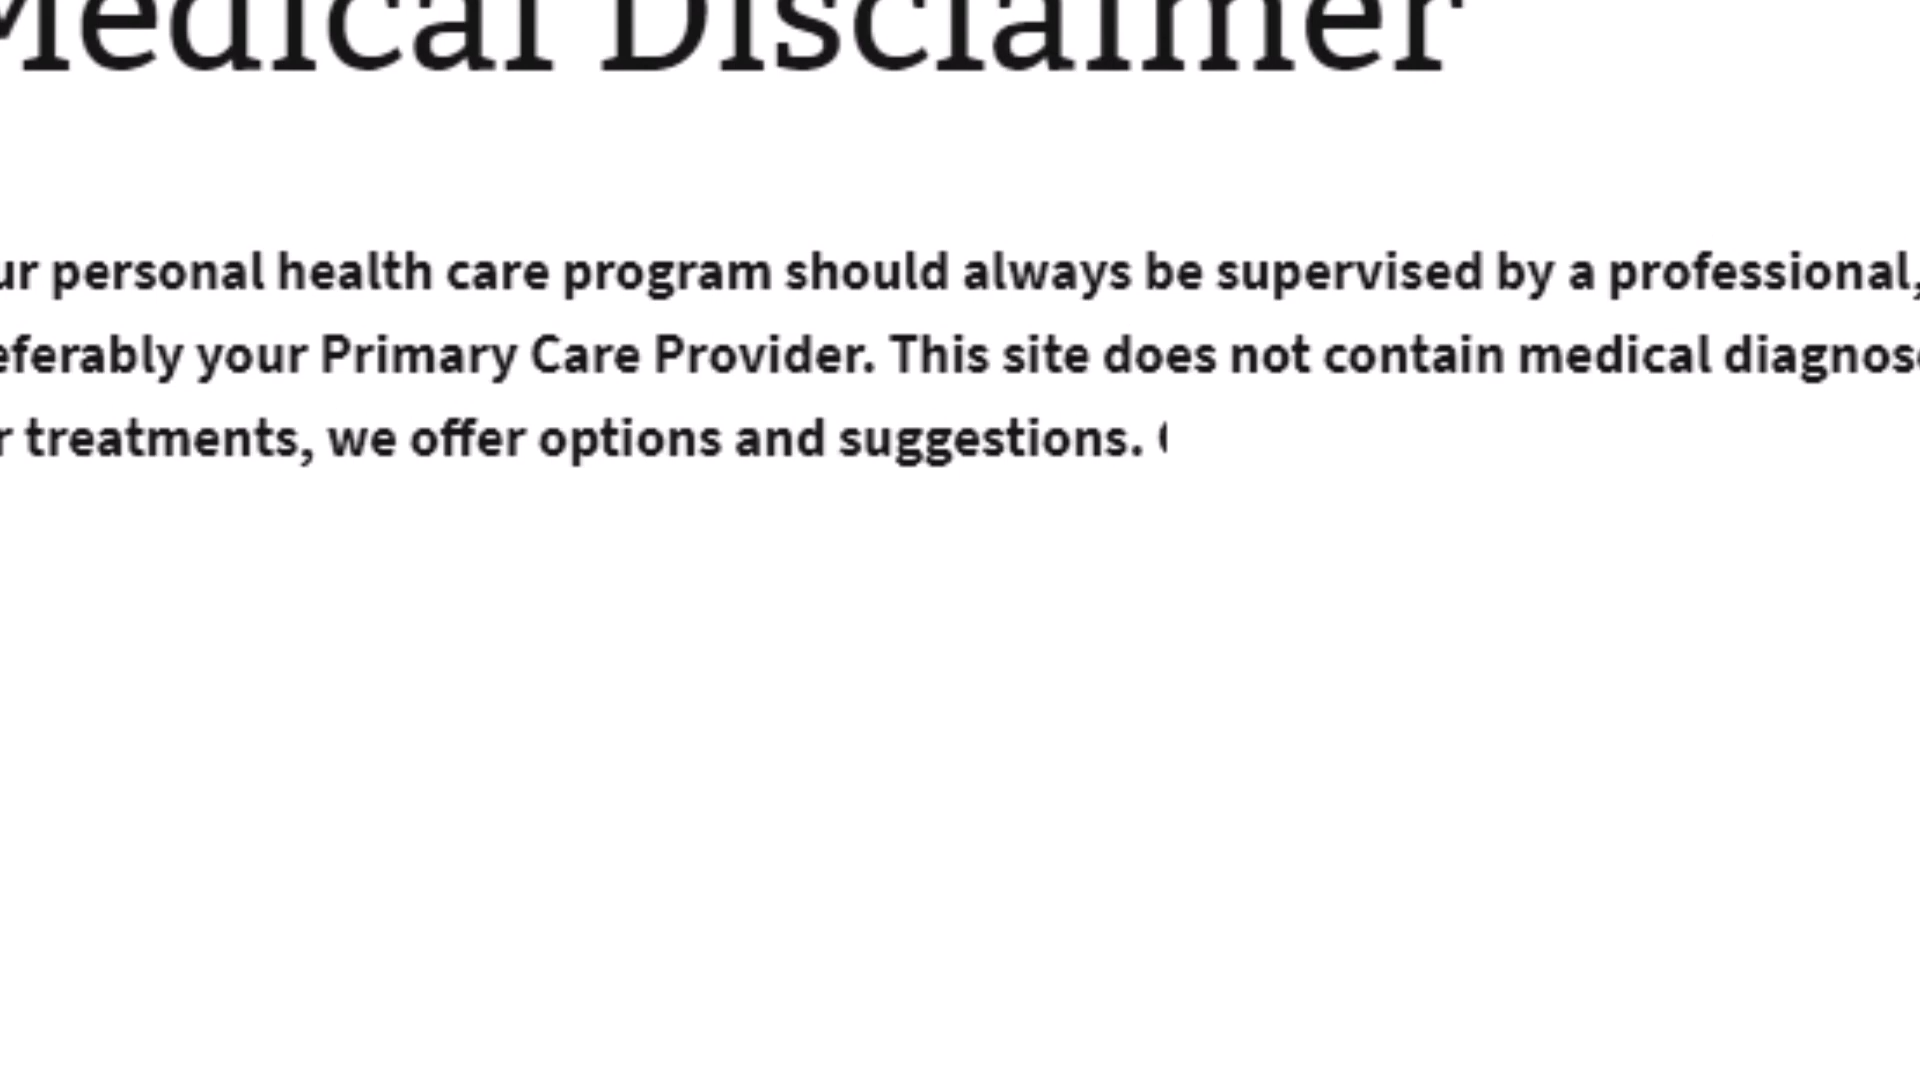 Medical Disclaimer
ur personal health care program should always be supervised by a professional,
eferably your Primary Care Provider. This site does not contain medical diagnose
r treatments, we offer options and suggestions.